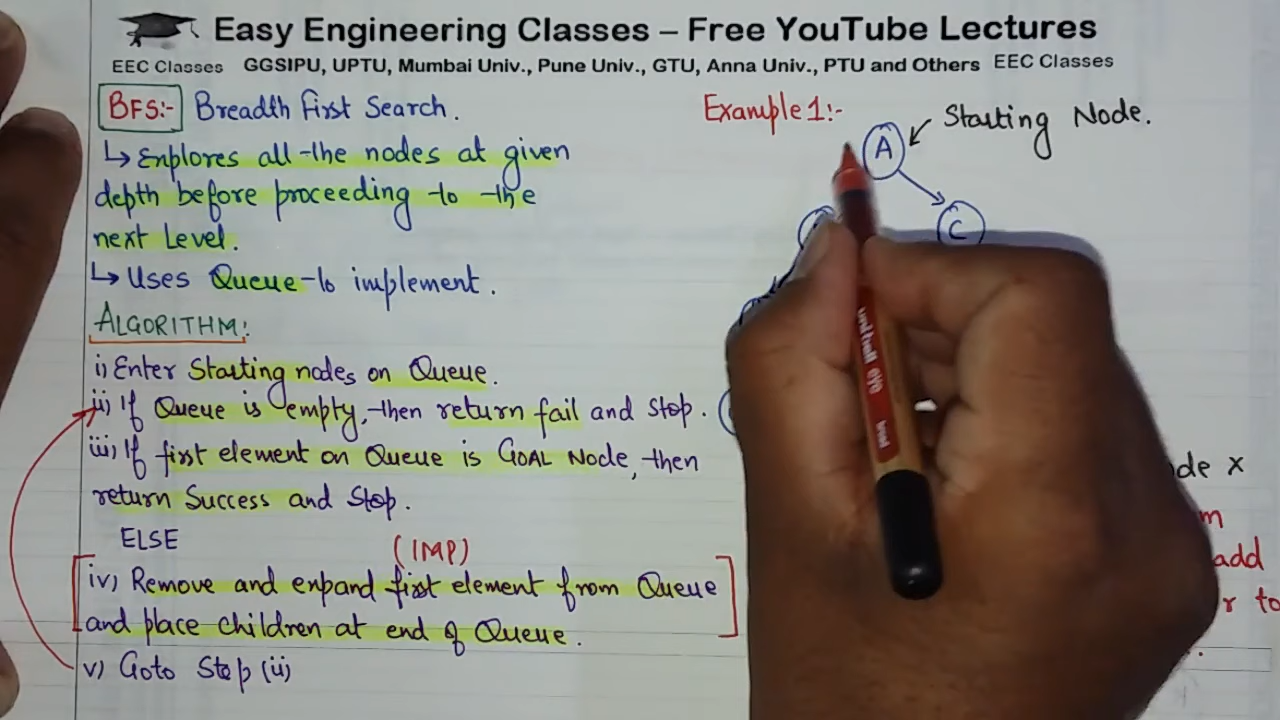 Easy Engineering Classes – Free YouTube Lectures
EEC Classes GGSIPU, UPTU, Mumbai Univ., Pune Univ., GTU, Anna Univ., PTU and Others EEC Classes
BFS:- Breadth First Search.
↳ Explores all the nodes at given
depth before proceeding to the
next Level.
↳ Uses Queue to implement.
ALGORITHM:
i) Enter Starting nodes on Queue.
ii) If Queue is empty, then return fail and Stop.
iii) If first element on Queue is GOAL Node, then
return Success and Stop.
ELSE
(IMP)
iv) Remove and expand first element from Queue
and place children at end of Queue.
v) Goto Step (ii)
Example 1:-
Starting Node.
A
C
de x
m
add
r to
unishell eye